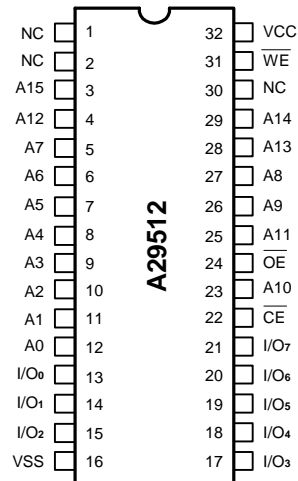 NC 1 32 VCC
NC 2 31 WE
A15 3 30 NC
A12 4 29 A14
A7 5 28 A13
A6 6 27 A8
A5 7 26 A9
A4 8 25 A11
A3 9 24 OE
A2 10 23 A10
A1 11 22 CE
A0 12 21 I/O7
I/O0 13 20 I/O6
I/O1 14 19 I/O5
I/O2 15 18 I/O4
VSS 16 17 I/O3
A29512